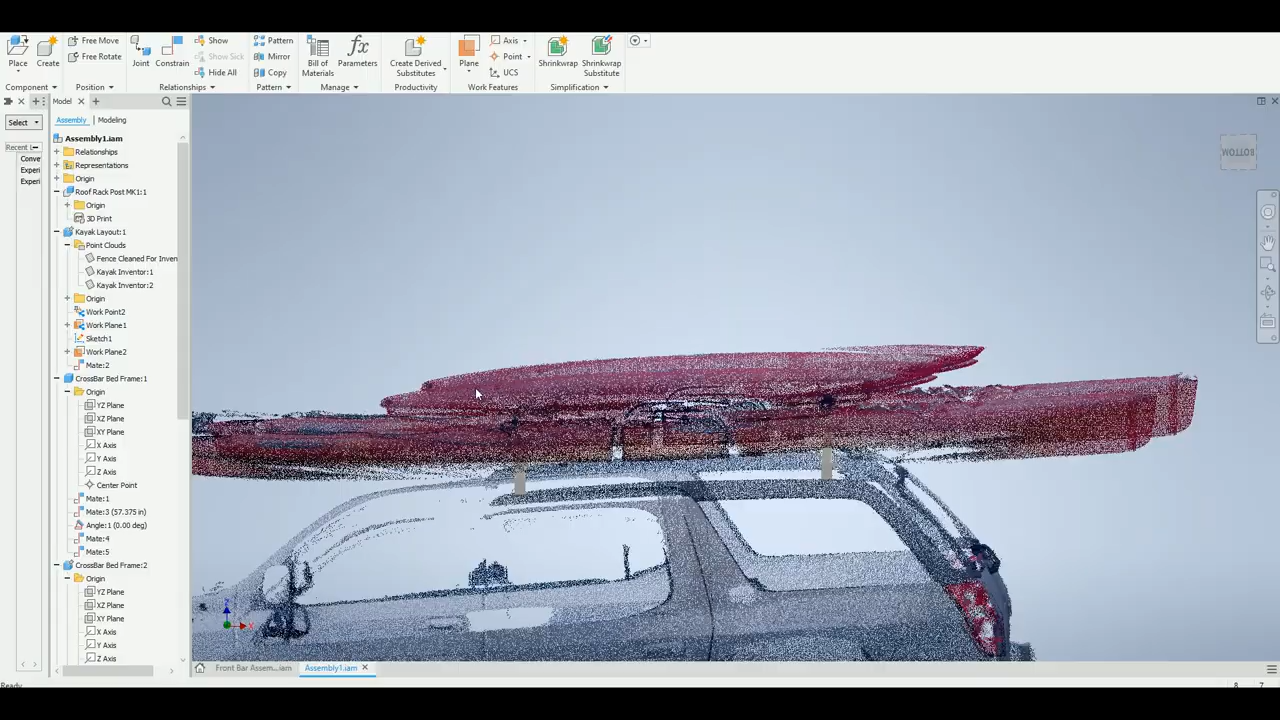 Place
Create
Free Move
Free Rotate
Joint
Constrain
Show
Show Sick
Hide All
Pattern
Mirror
Copy
Bill of
Materials
Parameters
Create Derived
Substitutes
Plane
Axis
Point
UCS
Shrinkwrap
Shrinkwrap
Substitute
Component
Position
Relationships
Pattern
Manage
Productivity
Work Features
Simplification
Model
Select
Assembly
Modeling
Assembly1.iam
Recent
Relationships
Conve
Representations
Experi
Origin
Experi
Roof Rack Post MK1:1
Origin
3D Print
Kayak Layout:1
Point Clouds
Fence Cleaned For Inven
Kayak Inventor:1
Kayak Inventor:2
Origin
Work Point2
Work Plane1
Sketch1
Work Plane2
Mate:2
CrossBar Bed Frame:1
Origin
YZ Plane
XZ Plane
XY Plane
X Axis
Y Axis
Z Axis
Center Point
Mate:1
Mate:3 (57.375 in)
Angle:1 (0.00 deg)
Mate:4
Mate:5
CrossBar Bed Frame:2
Origin
YZ Plane
XZ Plane
XY Plane
X Axis
Y Axis
Z Axis
BOTTOM
Z
X
Front Bar Assem...iam
Assembly1.iam
Ready
8 7